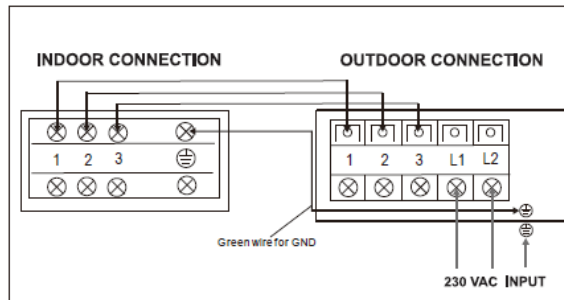 INDOOR CONNECTION
OUTDOOR CONNECTION
1 2 3
1 2 3 L1 L2
Green wire for GND
230 VAC INPUT